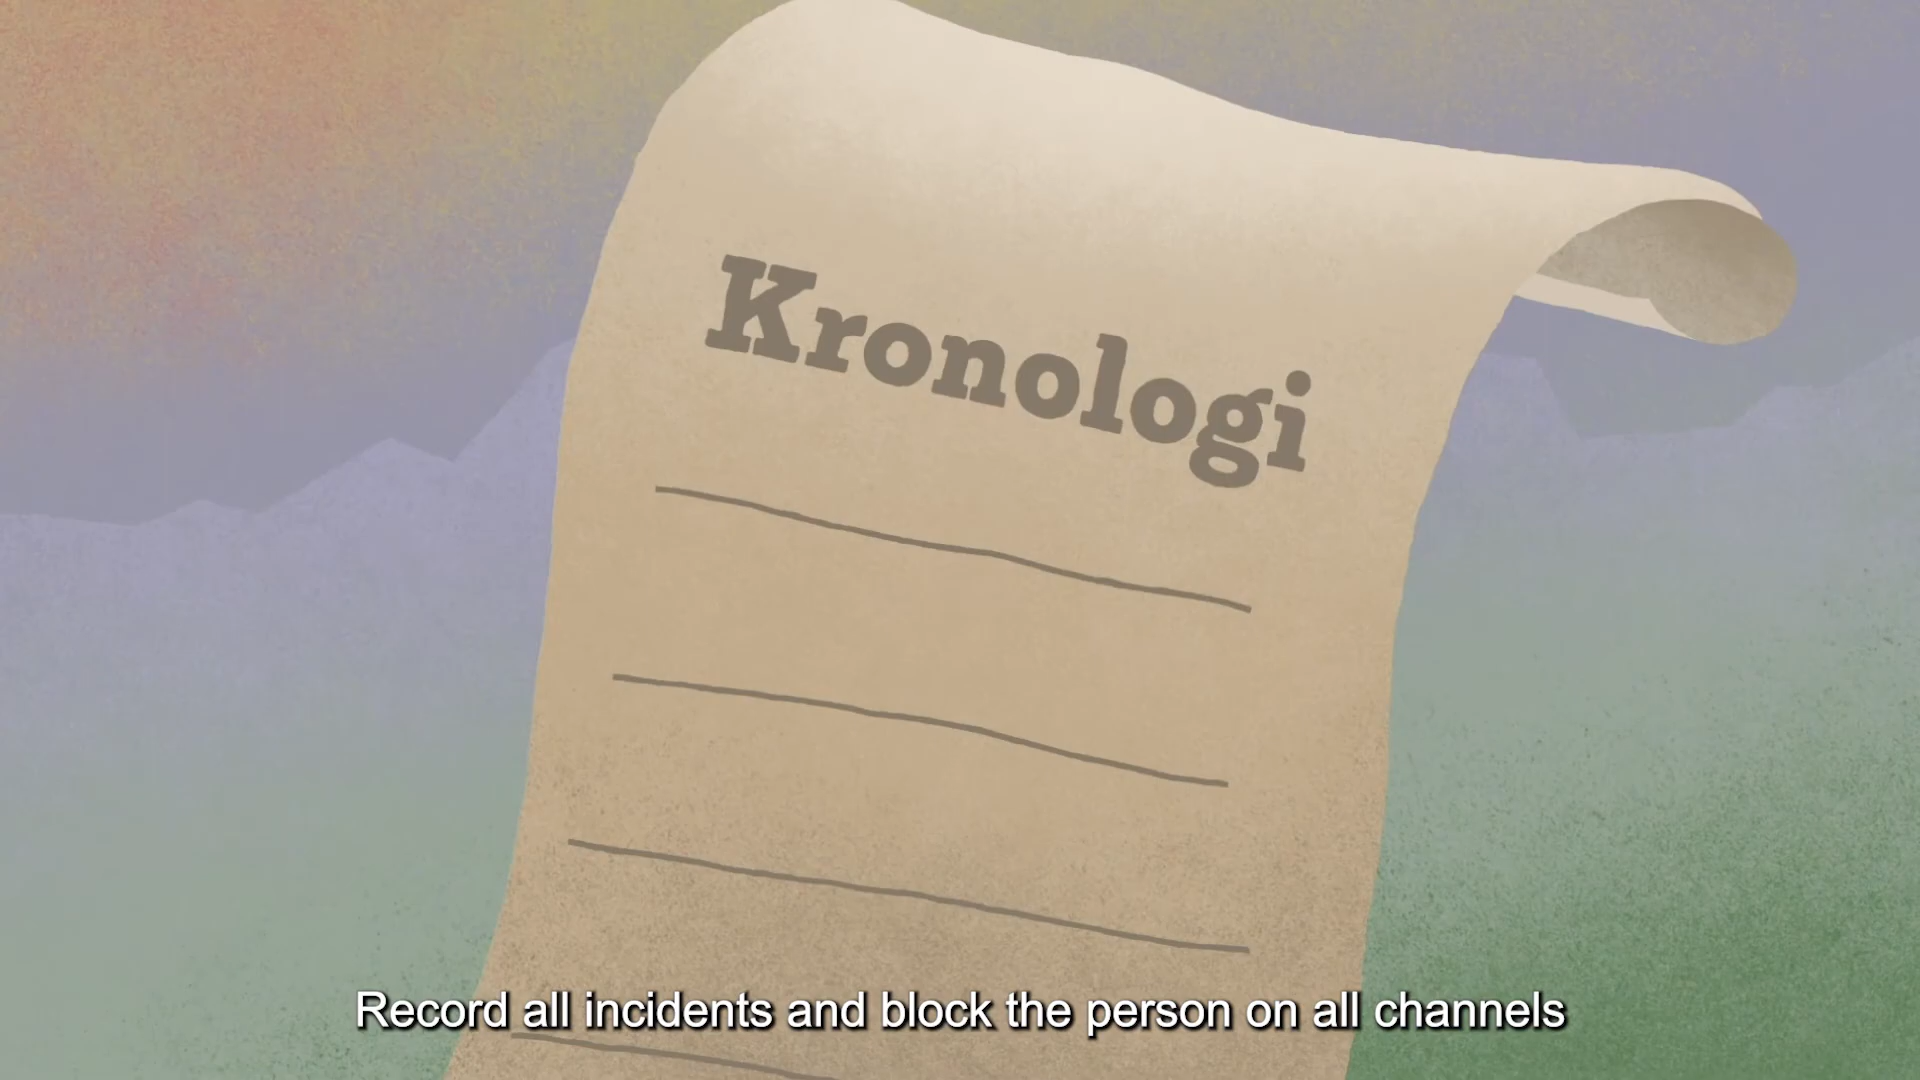 Kronologi
Record all incidents and block the person on all channels